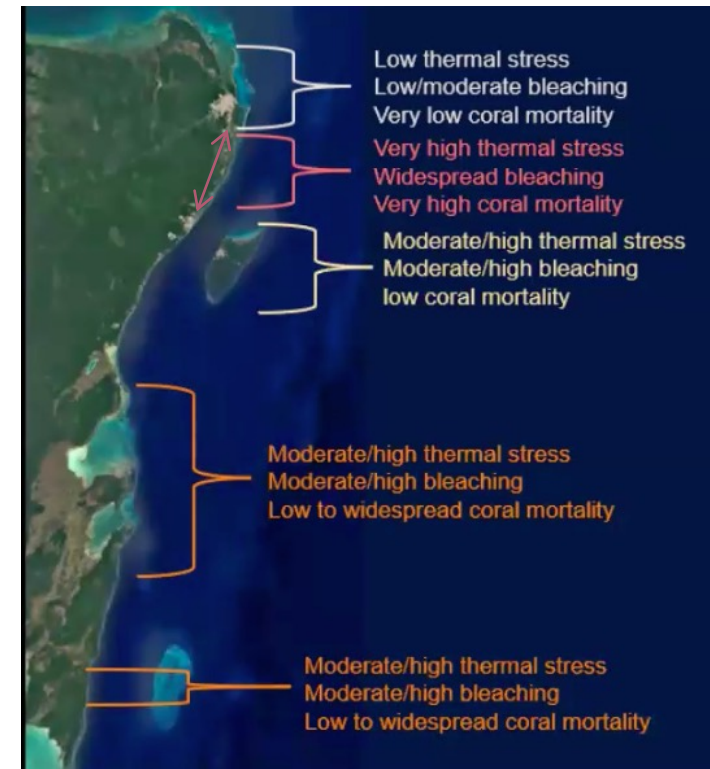 Low thermal stress
Low/moderate bleaching
Very low coral mortality
Very high thermal stress
Widespread bleaching
Very high coral mortality
Moderate/high thermal stress
Moderate/high bleaching
low coral mortality
Moderate/high thermal stress
Moderate/high bleaching
Low to widespread coral mortality
Moderate/high thermal stress
Moderate/high bleaching
Low to widespread coral mortality